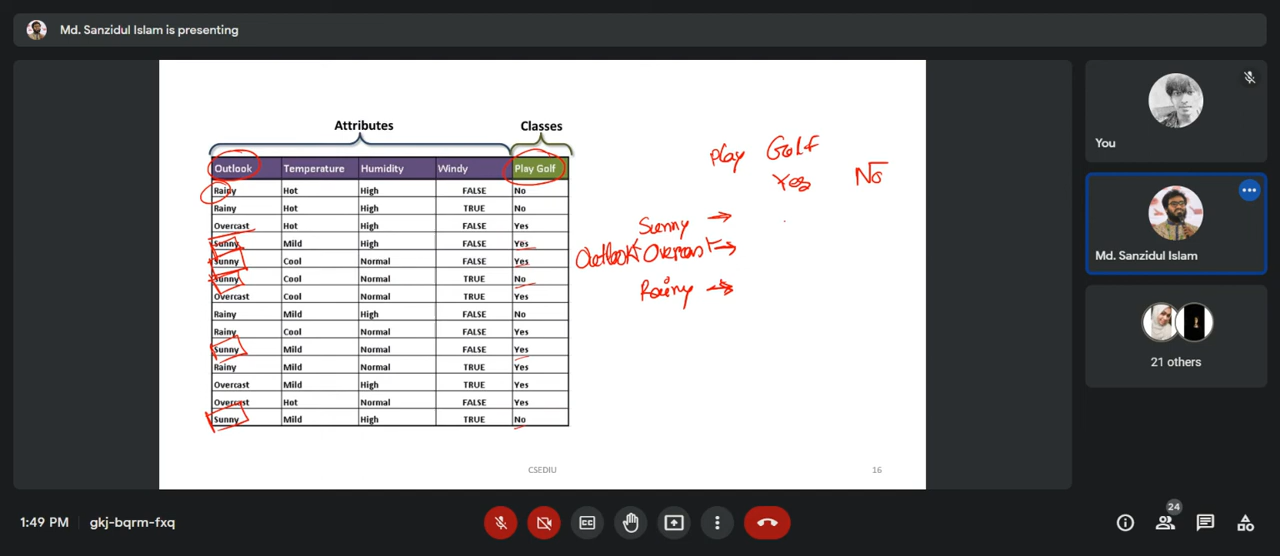 Md. Sanzidul Islam is presenting
Attributes Classes
Outlook Temperature Humidity Windy Play Golf
Rainy Hot High FALSE No
Rainy Hot High TRUE No
Overcast Hot High FALSE Yes
Sunny Mild High FALSE Yes
Sunny Cool Normal FALSE Yes
Sunny Cool Normal TRUE No
Overcast Cool Normal TRUE Yes
Rainy Mild High FALSE No
Rainy Cool Normal FALSE Yes
Sunny Mild Normal FALSE Yes
Rainy Mild Normal TRUE Yes
Overcast Mild High TRUE Yes
Overcast Hot Normal FALSE Yes
Sunny Mild High TRUE No
Play Golf
Yes No
Sunny →
Outlook Overcast →
Rainy →
CSEDIU 16
You
Md. Sanzidul Islam
21 others
1:49 PM gkj-bqrm-fxq
24